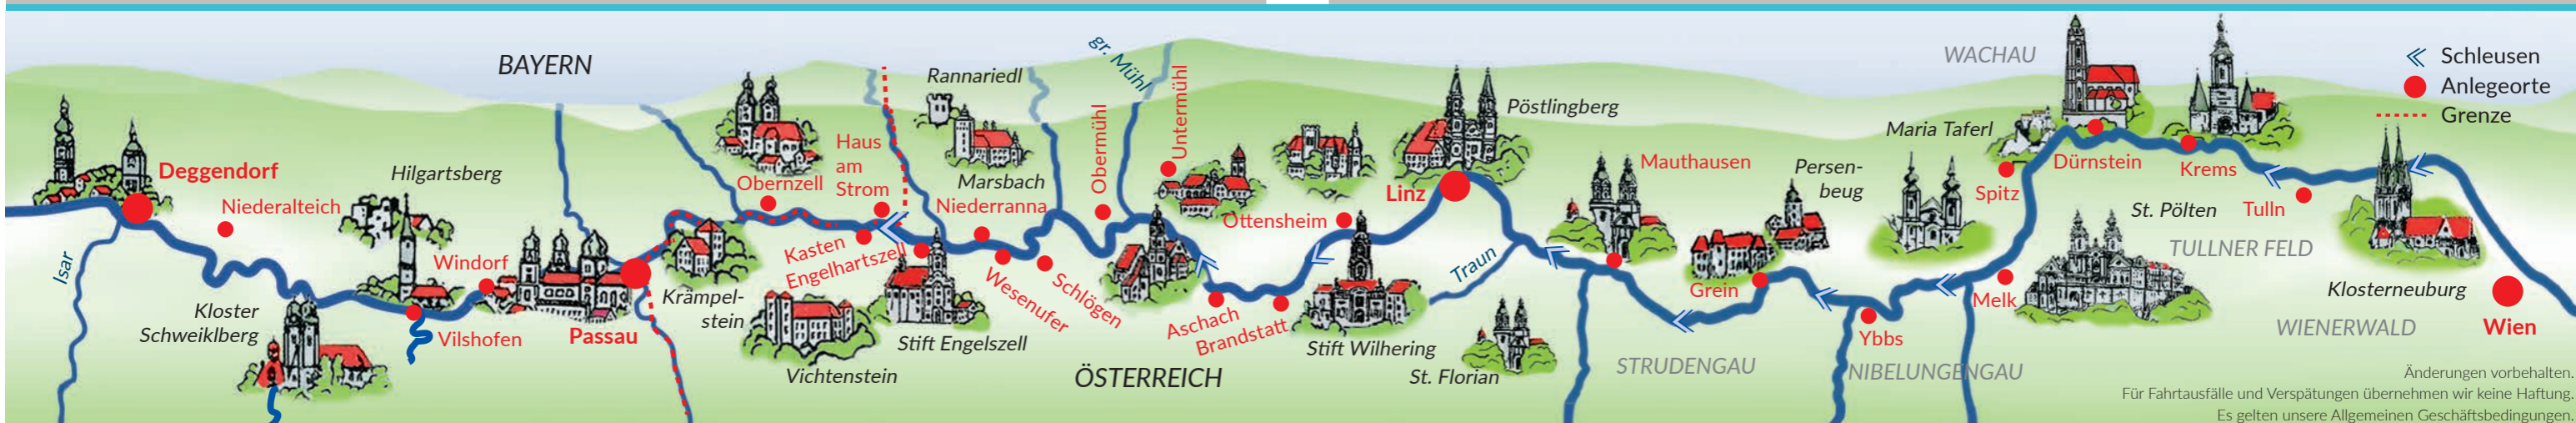 BAYERN
Deggendorf
Niederalteich
Isar
Hilgartsberg
Windorf
Kloster
Schweiklberg
Vilshofen
Passau
Krämpel-
stein
Obernzell
Haus
am
Strom
Kasten
Engelhartszell
Vichtenstein
Stift Engelszell
Rannariedl
Marsbach
Niederranna
Wesenufer
Schlögen
Obermühl
gr. Mühl
Untermühl
ÖSTERREICH
Aschach
Brandstatt
Ottensheim
Linz
Pöstlingberg
Stift Wilhering
Traun
St. Florian
Mauthausen
STRUDENGAU
Grein
Persen-
beug
Ybbs
NIBELUNGENGAU
Maria Taferl
WACHAU
Spitz
Melk
Dürnstein
Krems
St. Pölten
TULLNER FELD
Tulln
Klosterneuburg
WIENERWALD
Wien
Schleusen
Anlegeorte
Grenze
Änderungen vorbehalten.
Für Fahrtausfälle und Verspätungen übernehmen wir keine Haftung.
Es gelten unsere Allgemeinen Geschäftsbedingungen.